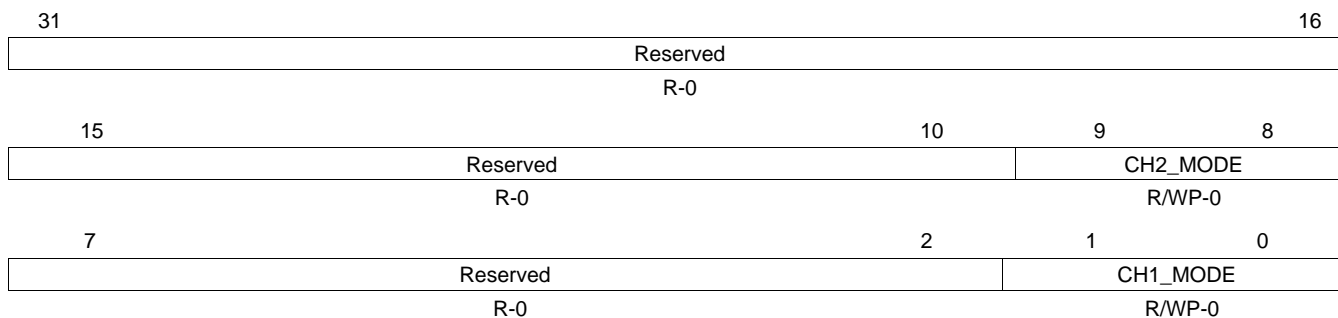 31 16
Reserved
R-0
15 10 9 8
Reserved CH2_MODE
R-0 R/WP-0
7 2 1 0
Reserved CH1_MODE
R-0 R/WP-0